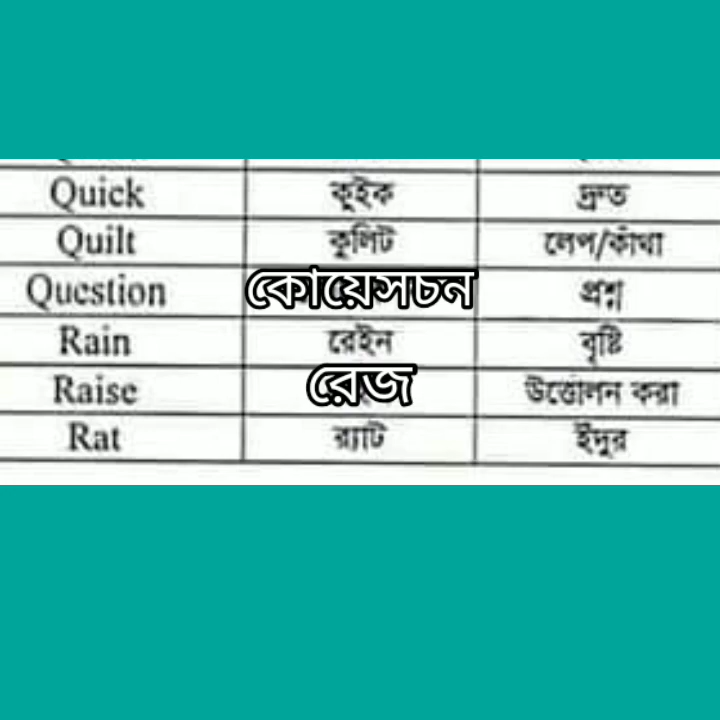 Quick কুইক দ্রুত
Quilt কুলিট লেপ/কাঁথা
Question কোয়েসচন প্রশ্ন
Rain রেইন বৃষ্টি
Raise রেজ উত্তোলন করা
Rat র‍্যাট ইঁদুর